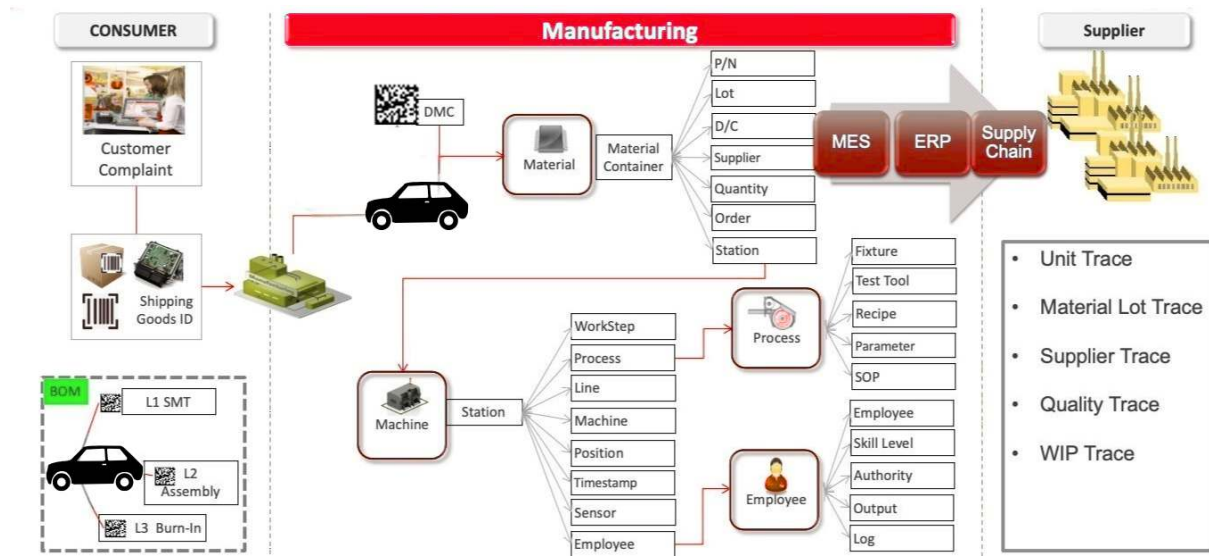 CONSUMER
Manufacturing
Supplier
Customer
Complaint
Shipping
Goods ID
BOM
L1 SMT
L2
Assembly
L3 Burn-In
DMC
Material
Material
Container
P/N
Lot
D/C
Supplier
Quantity
Order
Station
MES
ERP
Supply
Chain
Machine
Station
WorkStep
Process
Line
Machine
Position
Timestamp
Sensor
Employee
Process
Fixture
Test Tool
Recipe
Parameter
SOP
Employee
Employee
Skill Level
Authority
Output
Log
• Unit Trace
• Material Lot Trace
• Supplier Trace
• Quality Trace
• WIP Trace